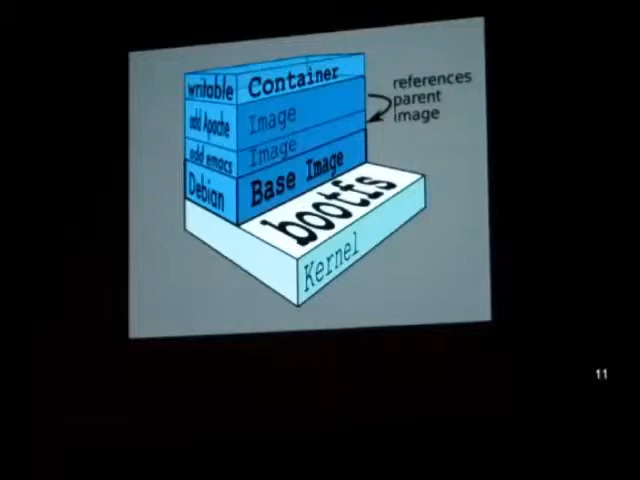 writable Container
references
parent
image
add Apache Image
add emacs Image
Debian Base Image
bootfs
Kernel
11